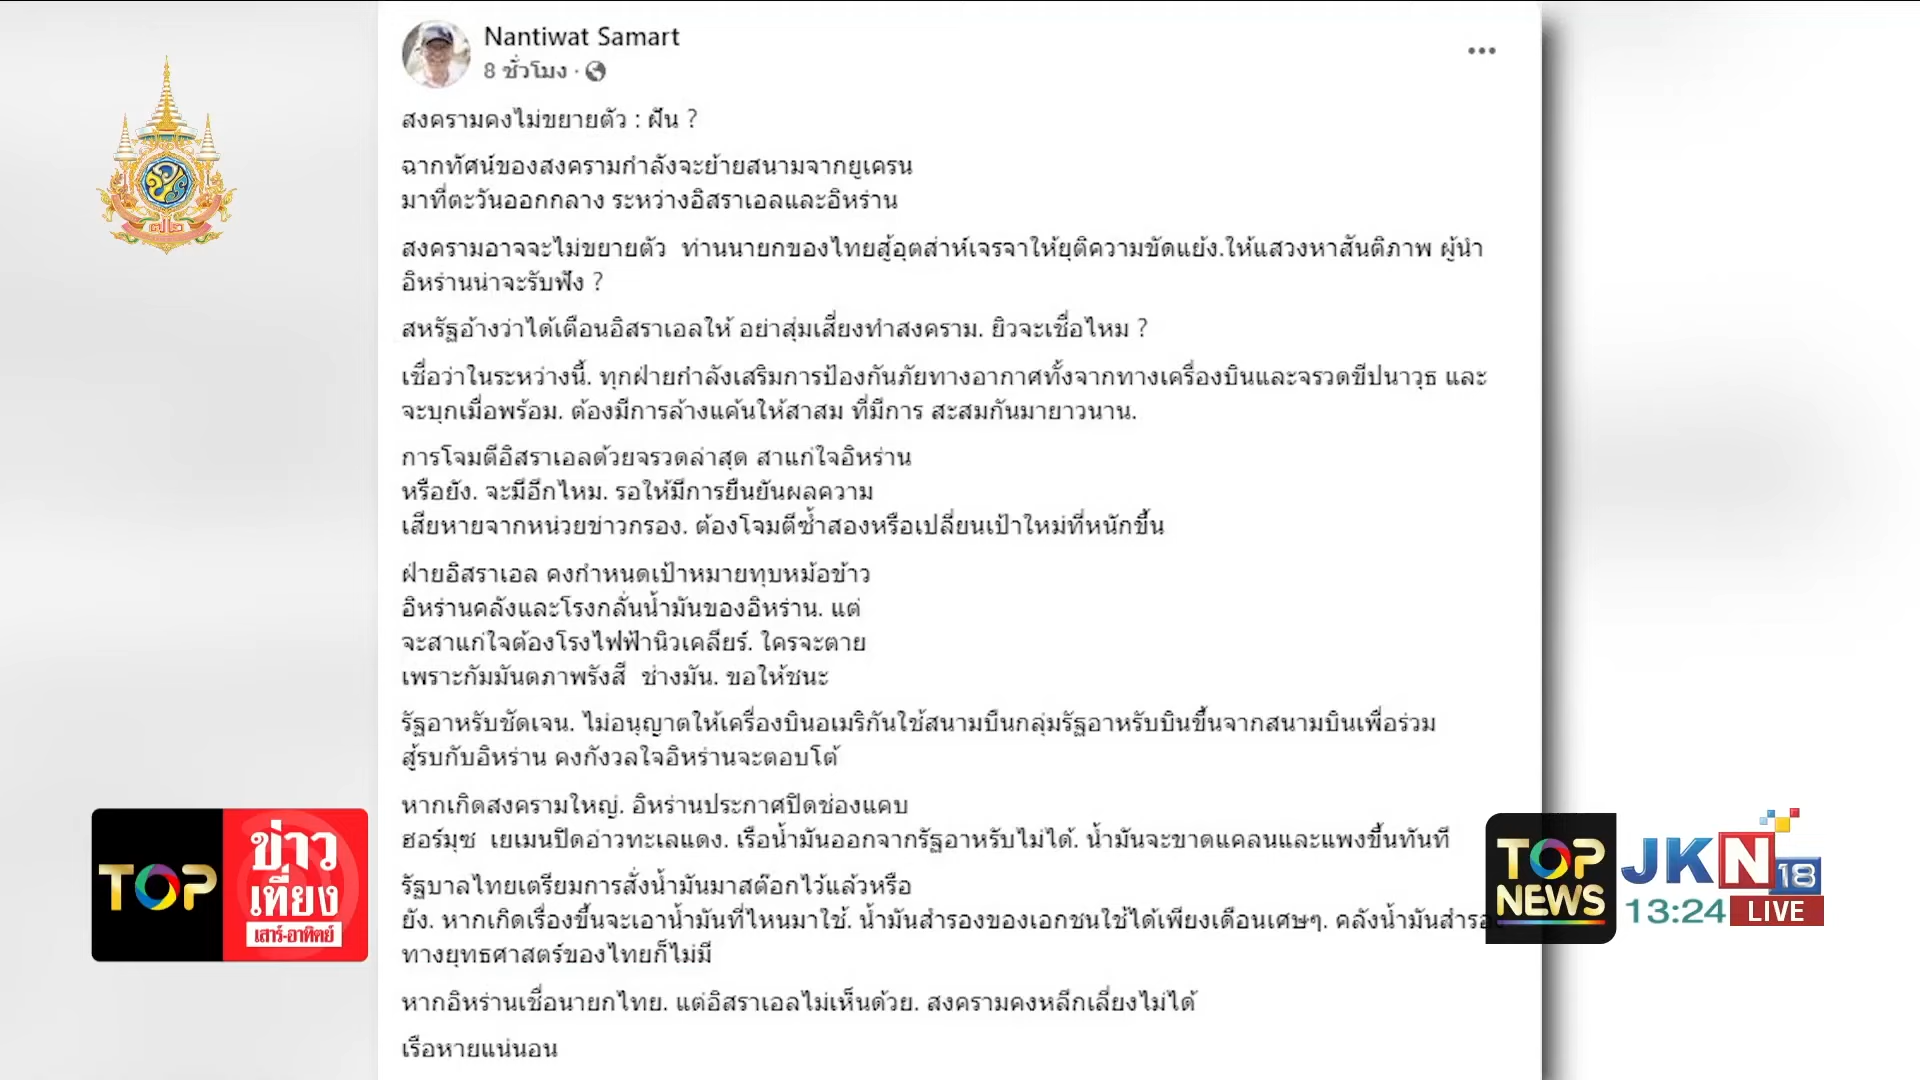 Nantiwat Samart
8 ชั่วโมง ·
สงครามคงไม่ขยายตัว : ฝัน ?
ฉากทัศน์ของสงครามกำลังจะย้ายสนามจากยูเครน
มาที่ตะวันออกกลาง ระหว่างอิสราเอลและอิหร่าน
สงครามอาจจะไม่ขยายตัว  ท่านนายกของไทยสู้อุตส่าห์เจรจาให้ยุติความขัดแย้ง.ให้แสวงหาสันติภาพ ผู้นำ
อิหร่านน่าจะรับฟัง ?
สหรัฐอ้างว่าได้เตือนอิสราเอลให้ อย่าสุ่มเสี่ยงทำสงคราม. ยิวจะเชื่อไหม ?
เชื่อว่าในระหว่างนี้. ทุกฝ่ายกำลังเสริมการป้องกันภัยทางอากาศทั้งจากทางเครื่องบินและจรวดขีปนาวุธ และ
จะบุกเมื่อพร้อม. ต้องมีการล้างแค้นให้สาสม ที่มีการ สะสมกันมายาวนาน.
การโจมตีอิสราเอลด้วยจรวดล่าสุด สาแก่ใจอิหร่าน
หรือยัง. จะมีอีกไหม. รอให้มีการยืนยันผลความ
เสียหายจากหน่วยข่าวกรอง. ต้องโจมตีซ้ำสองหรือเปลี่ยนเป้าใหม่ที่หนักขึ้น
ฝ่ายอิสราเอล คงกำหนดเป้าหมายทุบหม้อข้าว
อิหร่านคลังและโรงกลั่นน้ำมันของอิหร่าน. แต่
จะสาแก่ใจต้องโรงไฟฟ้านิวเคลียร์. ใครจะตาย
เพราะกัมมันตภาพรังสี  ช่างมัน. ขอให้ชนะ
รัฐอาหรับชัดเจน. ไม่อนุญาตให้เครื่องบินอเมริกันใช้สนามบินกลุ่มรัฐอาหรับบินขึ้นจากสนามบินเพื่อร่วม
สู้รบกับอิหร่าน คงกังวลใจอิหร่านจะตอบโต้
หากเกิดสงครามใหญ่. อิหร่านประกาศปิดช่องแคบ
ฮอร์มุซ  เยเมนปิดอ่าวทะเลแดง. เรือน้ำมันออกจากรัฐอาหรับไม่ได้. น้ำมันจะขาดแคลนและแพงขึ้นทันที
รัฐบาลไทยเตรียมการสั่งน้ำมันมาสต๊อกไว้แล้วหรือ
ยัง. หากเกิดเรื่องขึ้นจะเอาน้ำมันที่ไหนมาใช้. น้ำมันสำรองของเอกชนใช้ได้เพียงเดือนเศษๆ. คลังน้ำมันสำรอง
ทางยุทธศาสตร์ของไทยก็ไม่มี
หากอิหร่านเชื่อนายกไทย. แต่อิสราเอลไม่เห็นด้วย. สงครามคงหลีกเลี่ยงไม่ได้
เรือหายแน่นอน
TOP
ข่าว
เที่ยง
เสาร์-อาทิตย์
TOP
NEWS
JKN 18
13:24 LIVE
๗๒